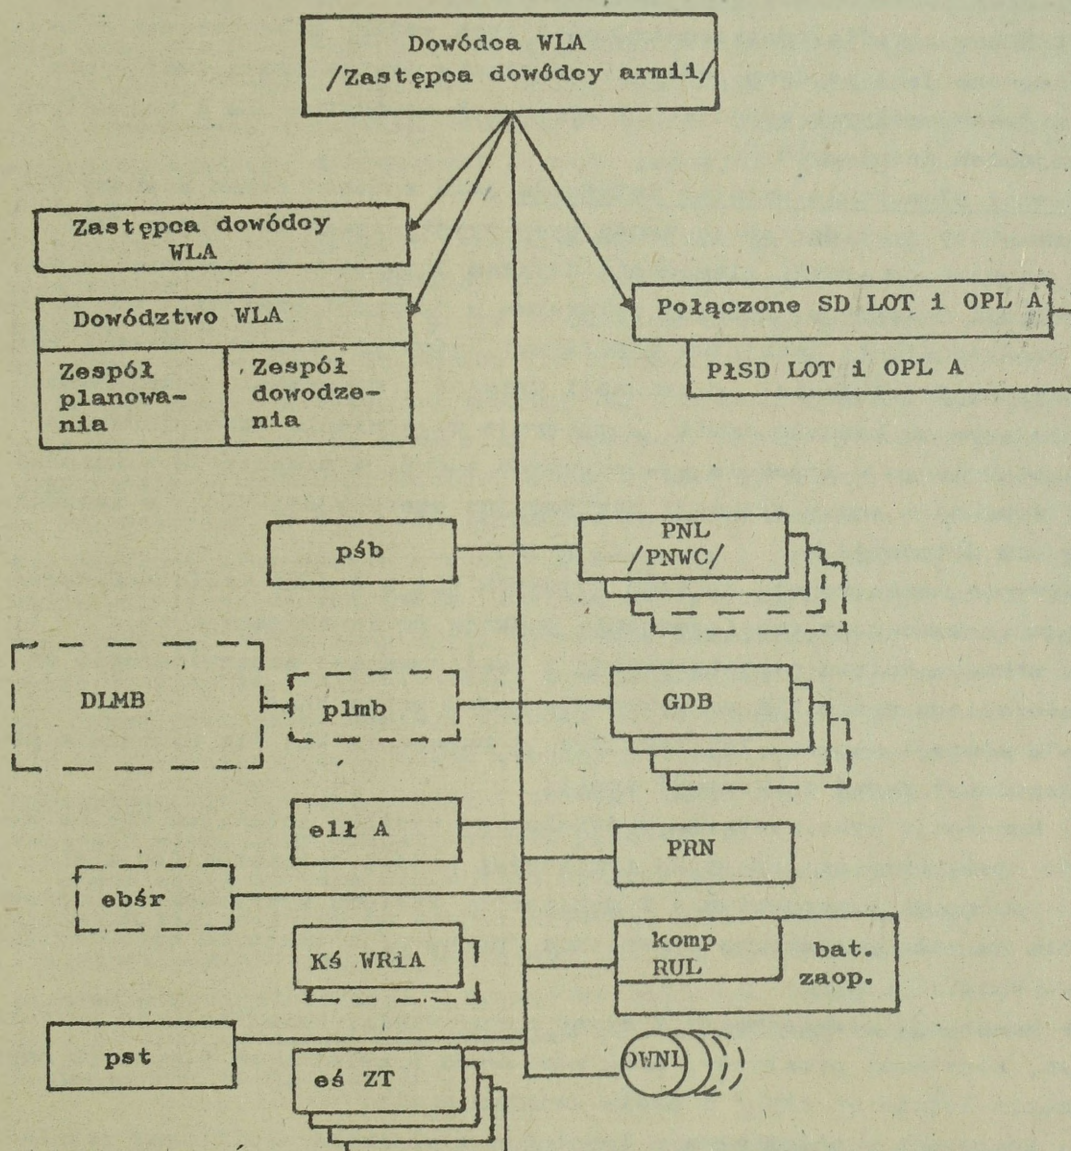 Dowódca WLA
/Zastępca dowódcy armii/
Zastępca dowódcy
WLA
Dowództwo WLA
Zespół
planowa-
nia
Zespół
dowodze-
nia
Połączone SD LOT i OPL A
PłSD LOT i OPL A
pśb
PNL
/PNWC/
DLMB
plmb
GDB
elł A
PRN
ebśr
Kś WRiA
komp
RUL
bat.
zaop.
pst
eś ZT
OWNL